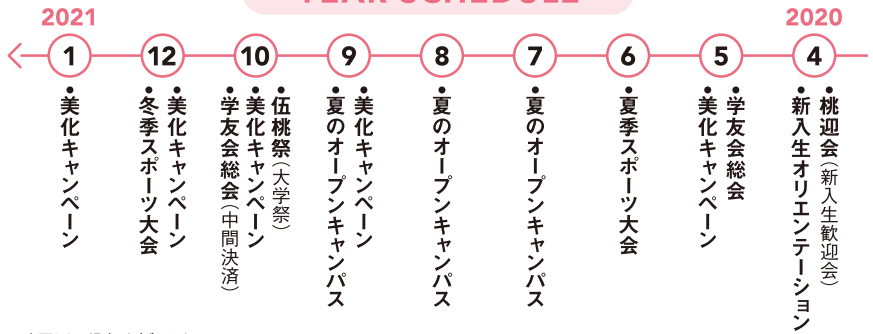 YEAR SCHEDULE
2020
4
● 桃迎会(新入生歓迎会)
● 新入生オリエンテーション
5
● 学友会総会
● 美化キャンペーン
6
● 夏季スポーツ大会
7
● 夏のオープンキャンパス
8
● 夏のオープンキャンパス
9
● 美化キャンペーン
● 夏のオープンキャンパス
10
● 伍桃祭(大学祭)
● 美化キャンペーン
● 学友会総会(中間決済)
12
● 美化キャンペーン
● 冬季スポーツ大会
2021
1
● 美化キャンペーン